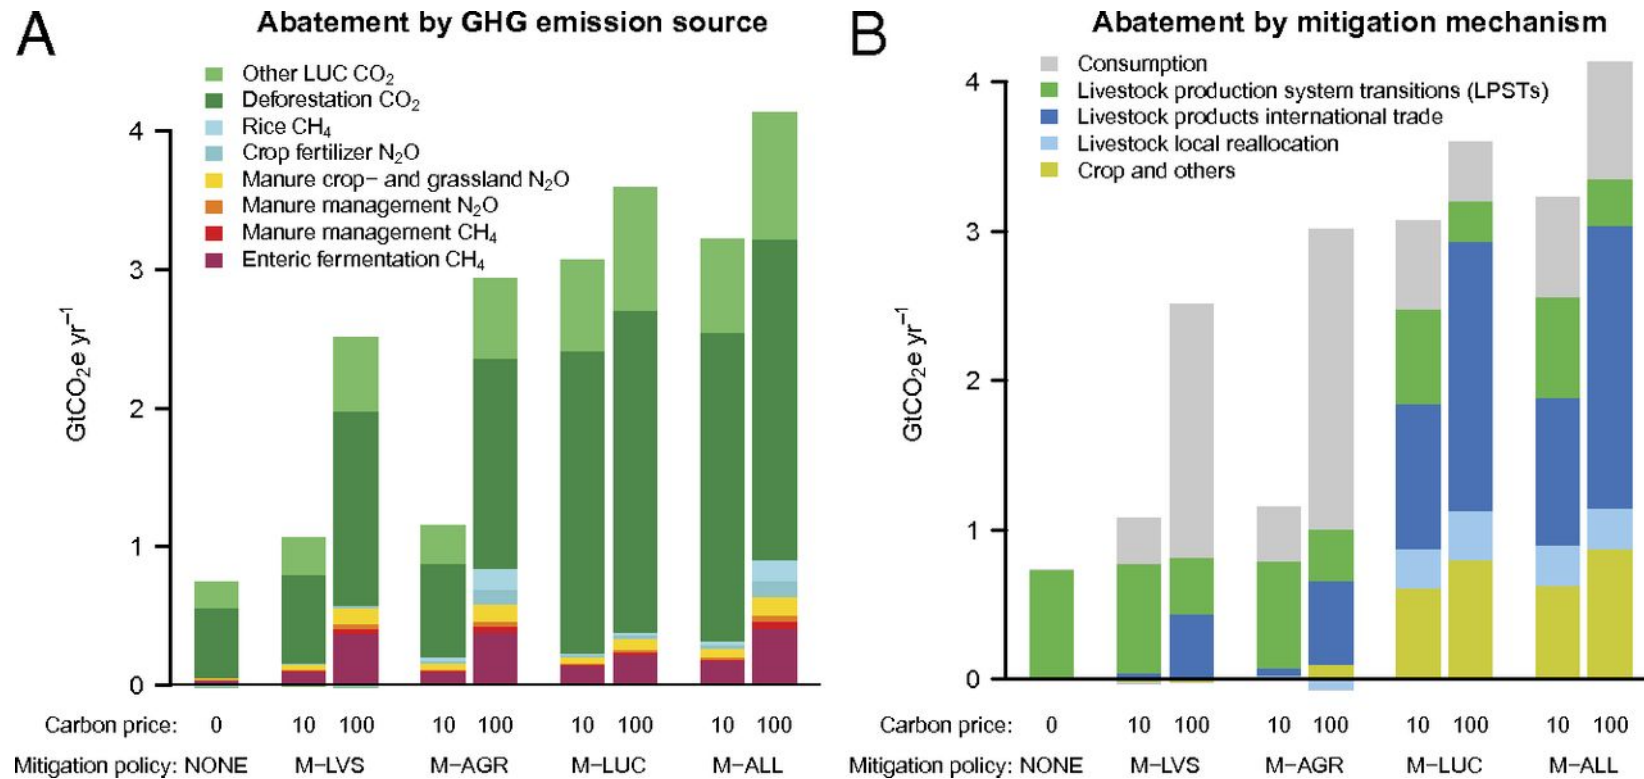 A
Abatement by GHG emission source
Other LUC CO₂
Deforestation CO₂
Rice CH₄
Crop fertilizer N₂O
Manure crop− and grassland N₂O
Manure management N₂O
Manure management CH₄
Enteric fermentation CH₄
GtCO₂e yr⁻¹
4
3
2
1
0
Carbon price: 0 10 100 10 100 10 100 10 100
Mitigation policy: NONE M−LVS M−AGR M−LUC M−ALL
B
Abatement by mitigation mechanism
Consumption
Livestock production system transitions (LPSTs)
Livestock products international trade
Livestock local reallocation
Crop and others
GtCO₂e yr⁻¹
4
3
2
1
0
Carbon price: 0 10 100 10 100 10 100 10 100
Mitigation policy: NONE M−LVS M−AGR M−LUC M−ALL